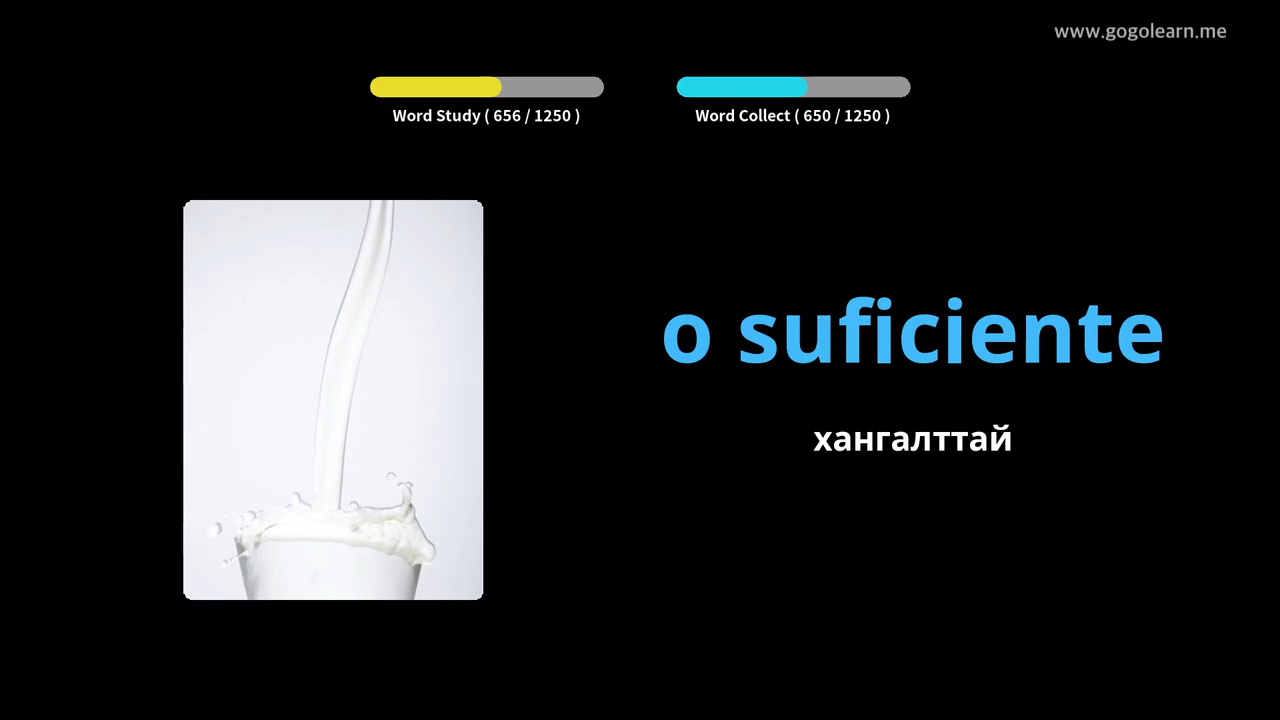 www.gogolearn.me
Word Study ( 656 / 1250 )
Word Collect ( 650 / 1250 )
o suficiente
хангалттай